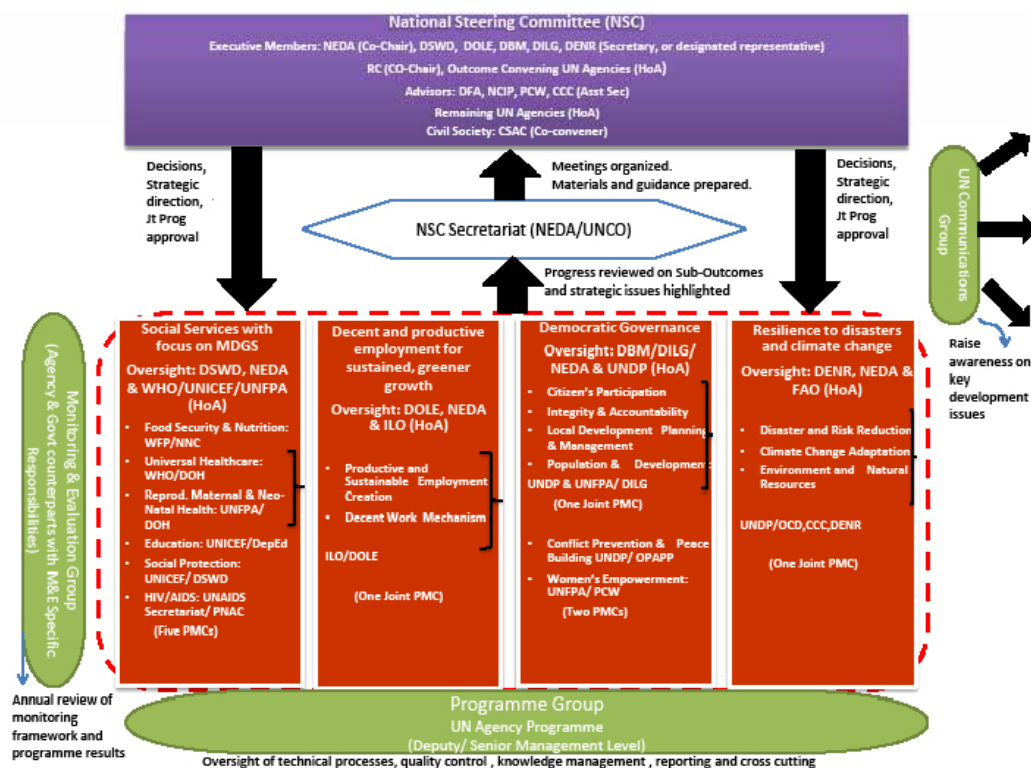 National Steering Committee (NSC)
Executive Members: NEDA (Co-Chair), DSWD, DOLE, DBM, DILG, DENR (Secretary, or designated representative)
RC (CO-Chair), Outcome Convening UN Agencies (HoA)
Advisors: DFA, NCIP, PCW, CCC (Asst Sec)
Remaining UN Agencies (HoA)
Civil Society: CSAC (Co-convener)
Decisions,
Strategic
direction,
Jt Prog
approval
Meetings organized.
Materials and guidance prepared.
Decisions,
Strategic
direction,
Jt Prog
approval
NSC Secretariat (NEDA/UNCO)
Progress reviewed on Sub-Outcomes
and strategic issues highlighted
UN Communications
Group
Raise
awareness on
key
development
issues
Monitoring & Evaluation Group
(Agency & Govt counterparts with M&E Specific
Responsibilities)
Annual review of
monitoring
framework and
programme results
Social Services with
focus on MDGS
Oversight: DSWD, NEDA
& WHO/UNICEF/UNFPA
(HoA)
• Food Security & Nutrition:
WFP/NNC
• Universal Healthcare:
WHO/DOH
• Reprod. Maternal & Neo-
Natal Health: UNFPA/
DOH
• Education: UNICEF/DepEd
• Social Protection:
UNICEF/ DSWD
• HIV/AIDS: UNAIDS
Secretariat/ PNAC
(Five PMCs)
Decent and productive
employment for
sustained, greener
growth
Oversight: DOLE, NEDA
& ILO (HoA)
• Productive and
Sustainable Employment
Creation
• Decent Work Mechanism
ILO/DOLE
(One Joint PMC)
Democratic Governance
Oversight: DBM/DILG/
NEDA & UNDP (HoA)
• Citizen's Participation
• Integrity & Accountability
• Local Development Planning
& Management
• Population & Development:
UNDP & UNFPA/ DILG
(One Joint PMC)
• Conflict Prevention & Peace
Building UNDP/ OPAPP
• Women's Empowerment:
UNFPA/ PCW
(Two PMCs)
Resilience to disasters
and climate change
Oversight: DENR, NEDA &
FAO (HoA)
• Disaster and Risk Reduction
• Climate Change Adaptation
• Environment and Natural
Resources
UNDP/OCD,CCC,DENR
(One Joint PMC)
Programme Group
UN Agency Programme
(Deputy/ Senior Management Level)
Oversight of technical processes, quality control , knowledge management , reporting and cross cutting